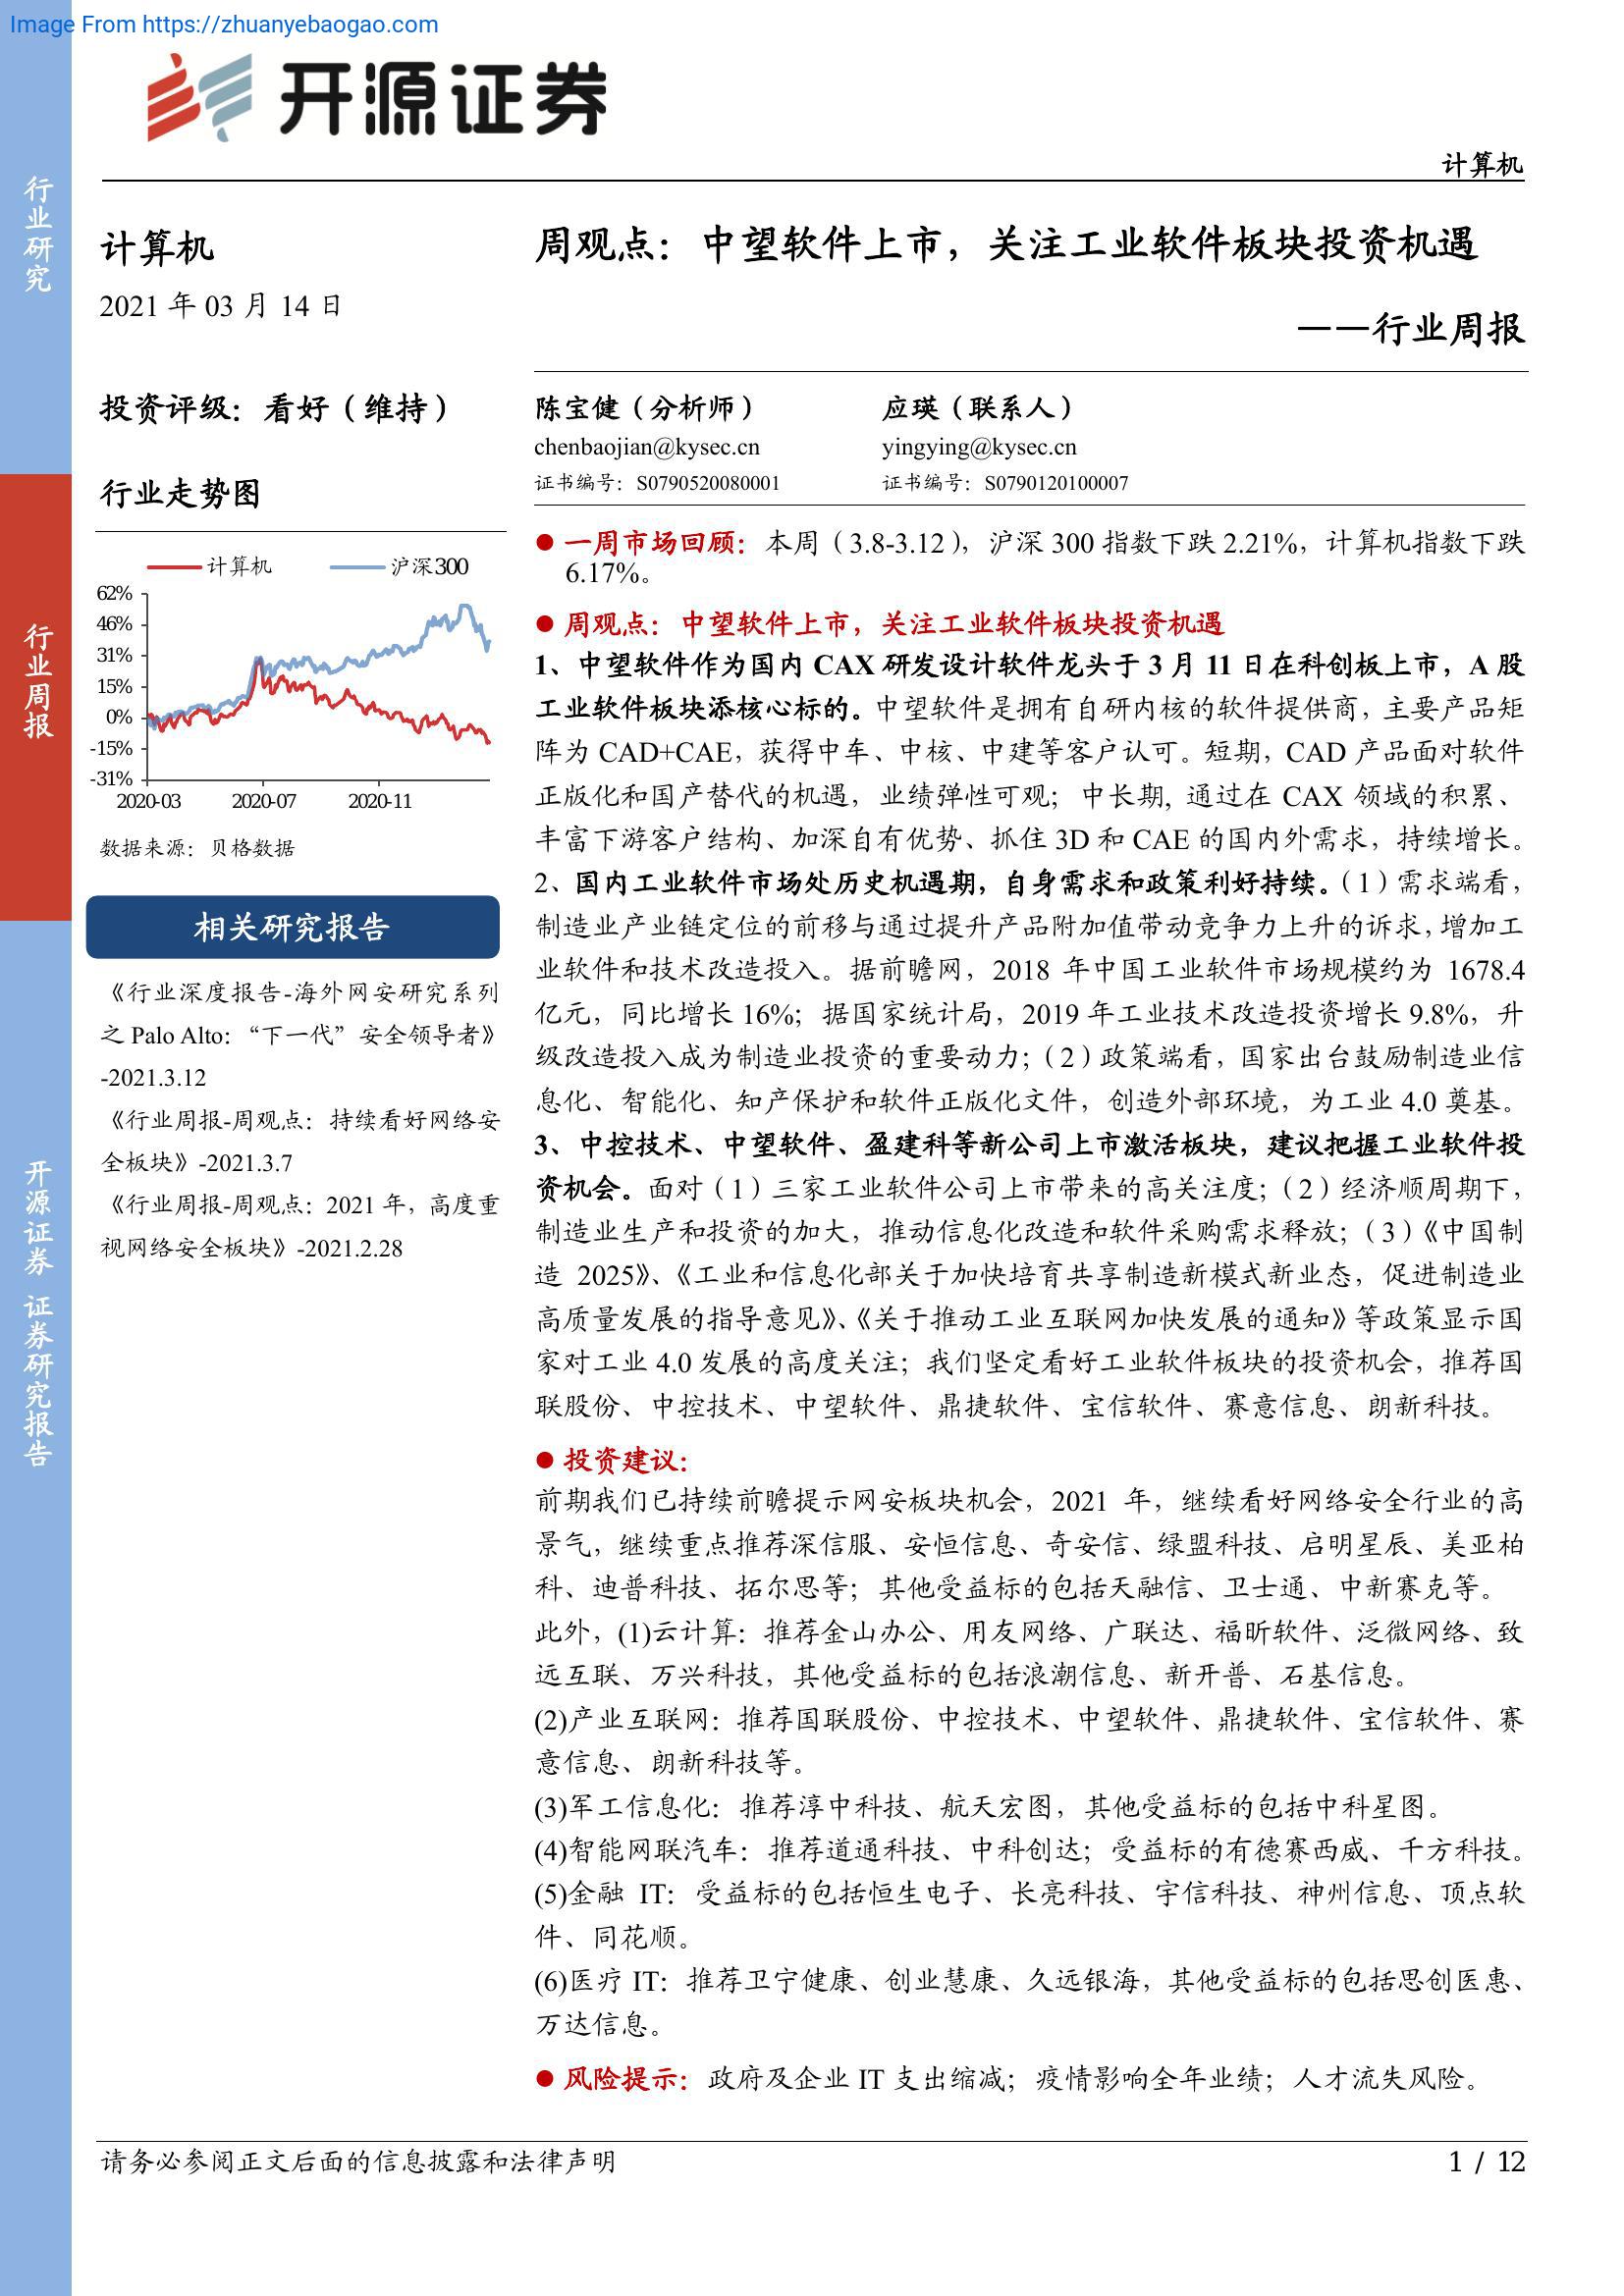 Image From https://zhuanyebaogao.com
开源证券
计算机
行业研究
行业周报
开源证券 证券研究报告
计算机
2021 年 03 月 14 日
投资评级：看好（维持）
行业走势图
计算机 沪深300
62%
46%
31%
15%
0%
-15%
-31%
2020-03 2020-07 2020-11
数据来源：贝格数据
相关研究报告
《行业深度报告-海外网安研究系列
之 Palo Alto：“下一代”安全领导者》
-2021.3.12
《行业周报-周观点：持续看好网络安
全板块》-2021.3.7
《行业周报-周观点：2021 年，高度重
视网络安全板块》-2021.2.28
周观点：中望软件上市，关注工业软件板块投资机遇
——行业周报
陈宝健（分析师） 应瑛（联系人）
chenbaojian@kysec.cn yingying@kysec.cn
证书编号：S0790520080001 证书编号：S0790120100007
● 一周市场回顾：本周（3.8-3.12），沪深 300 指数下跌 2.21%，计算机指数下跌
6.17%。
● 周观点：中望软件上市，关注工业软件板块投资机遇
1、中望软件作为国内 CAX 研发设计软件龙头于 3 月 11 日在科创板上市，A 股
工业软件板块添核心标的。中望软件是拥有自研内核的软件提供商，主要产品矩
阵为 CAD+CAE，获得中车、中核、中建等客户认可。短期，CAD 产品面对软件
正版化和国产替代的机遇，业绩弹性可观；中长期, 通过在 CAX 领域的积累、
丰富下游客户结构、加深自有优势、抓住 3D 和 CAE 的国内外需求，持续增长。
2、国内工业软件市场处历史机遇期，自身需求和政策利好持续。（1）需求端看，
制造业产业链定位的前移与通过提升产品附加值带动竞争力上升的诉求，增加工
业软件和技术改造投入。据前瞻网，2018 年中国工业软件市场规模约为 1678.4
亿元，同比增长 16%；据国家统计局，2019 年工业技术改造投资增长 9.8%，升
级改造投入成为制造业投资的重要动力；（2）政策端看，国家出台鼓励制造业信
息化、智能化、知产保护和软件正版化文件，创造外部环境，为工业 4.0 奠基。
3、中控技术、中望软件、盈建科等新公司上市激活板块，建议把握工业软件投
资机会。面对（1）三家工业软件公司上市带来的高关注度；（2）经济顺周期下，
制造业生产和投资的加大，推动信息化改造和软件采购需求释放；（3）《中国制
造 2025》、《工业和信息化部关于加快培育共享制造新模式新业态，促进制造业
高质量发展的指导意见》、《关于推动工业互联网加快发展的通知》等政策显示国
家对工业 4.0 发展的高度关注；我们坚定看好工业软件板块的投资机会，推荐国
联股份、中控技术、中望软件、鼎捷软件、宝信软件、赛意信息、朗新科技。
● 投资建议：
前期我们已持续前瞻提示网安板块机会，2021 年，继续看好网络安全行业的高
景气，继续重点推荐深信服、安恒信息、奇安信、绿盟科技、启明星辰、美亚柏
科、迪普科技、拓尔思等；其他受益标的包括天融信、卫士通、中新赛克等。
此外，(1)云计算：推荐金山办公、用友网络、广联达、福昕软件、泛微网络、致
远互联、万兴科技，其他受益标的包括浪潮信息、新开普、石基信息。
(2)产业互联网：推荐国联股份、中控技术、中望软件、鼎捷软件、宝信软件、赛
意信息、朗新科技等。
(3)军工信息化：推荐淳中科技、航天宏图，其他受益标的包括中科星图。
(4)智能网联汽车：推荐道通科技、中科创达；受益标的有德赛西威、千方科技。
(5)金融 IT：受益标的包括恒生电子、长亮科技、宇信科技、神州信息、顶点软
件、同花顺。
(6)医疗 IT：推荐卫宁健康、创业慧康、久远银海，其他受益标的包括思创医惠、
万达信息。
● 风险提示：政府及企业 IT 支出缩减；疫情影响全年业绩；人才流失风险。
请务必参阅正文后面的信息披露和法律声明
1 / 12